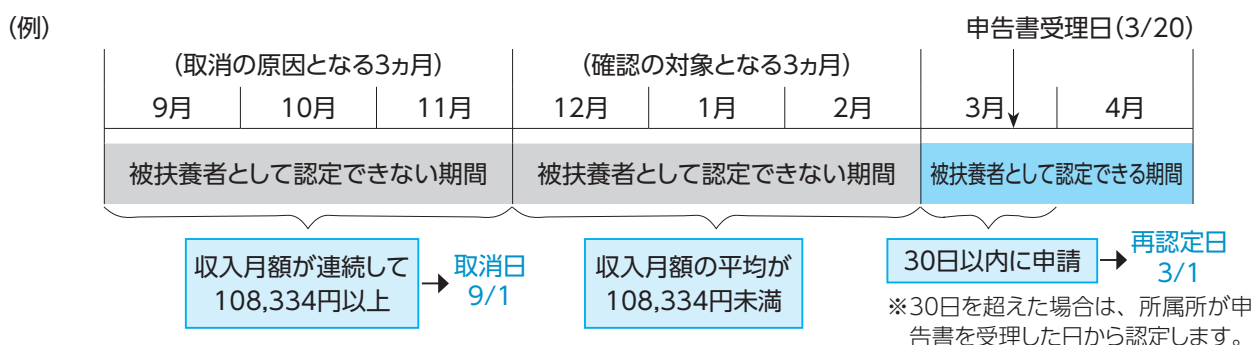 (例)
申告書受理日(3/20)
(取消の原因となる3ヵ月)
(確認の対象となる3ヵ月)
9月
10月
11月
12月
1月
2月
3月
4月
被扶養者として認定できない期間
被扶養者として認定できない期間
被扶養者として認定できる期間
収入月額が連続して
108,334円以上
取消日
9/1
収入月額の平均が
108,334円未満
30日以内に申請
再認定日
3/1
※30日を超えた場合は、所属所が申
告書を受理した日から認定します。